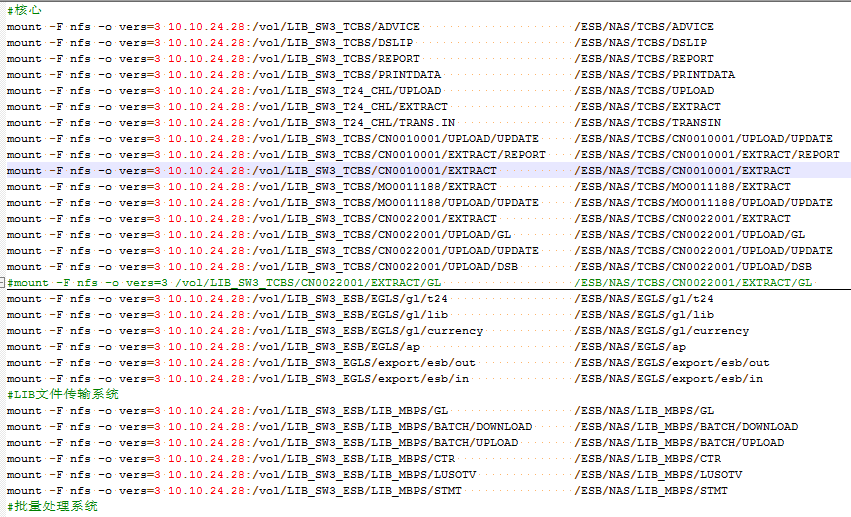 #核心
mount -F nfs -o vers=3 10.10.24.28:/vol/LIB_SW3_TCBS/ADVICE /ESB/NAS/TCBS/ADVICE
mount -F nfs -o vers=3 10.10.24.28:/vol/LIB_SW3_TCBS/DSLIP /ESB/NAS/TCBS/DSLIP
mount -F nfs -o vers=3 10.10.24.28:/vol/LIB_SW3_TCBS/REPORT /ESB/NAS/TCBS/REPORT
mount -F nfs -o vers=3 10.10.24.28:/vol/LIB_SW3_TCBS/PRINTDATA /ESB/NAS/TCBS/PRINTDATA
mount -F nfs -o vers=3 10.10.24.28:/vol/LIB_SW3_T24_CHL/UPLOAD /ESB/NAS/TCBS/UPLOAD
mount -F nfs -o vers=3 10.10.24.28:/vol/LIB_SW3_T24_CHL/EXTRACT /ESB/NAS/TCBS/EXTRACT
mount -F nfs -o vers=3 10.10.24.28:/vol/LIB_SW3_T24_CHL/TRANS.IN /ESB/NAS/TCBS/TRANSIN
mount -F nfs -o vers=3 10.10.24.28:/vol/LIB_SW3_TCBS/CN0010001/UPLOAD/UPDATE /ESB/NAS/TCBS/CN0010001/UPLOAD/UPDATE
mount -F nfs -o vers=3 10.10.24.28:/vol/LIB_SW3_TCBS/CN0010001/EXTRACT/REPORT /ESB/NAS/TCBS/CN0010001/EXTRACT/REPORT
mount -F nfs -o vers=3 10.10.24.28:/vol/LIB_SW3_TCBS/CN0010001/EXTRACT /ESB/NAS/TCBS/CN0010001/EXTRACT
mount -F nfs -o vers=3 10.10.24.28:/vol/LIB_SW3_TCBS/MO0011188/EXTRACT /ESB/NAS/TCBS/MO0011188/EXTRACT
mount -F nfs -o vers=3 10.10.24.28:/vol/LIB_SW3_TCBS/MO0011188/UPLOAD/UPDATE /ESB/NAS/TCBS/MO0011188/UPLOAD/UPDATE
mount -F nfs -o vers=3 10.10.24.28:/vol/LIB_SW3_TCBS/CN0022001/EXTRACT /ESB/NAS/TCBS/CN0022001/EXTRACT
mount -F nfs -o vers=3 10.10.24.28:/vol/LIB_SW3_TCBS/CN0022001/UPLOAD/GL /ESB/NAS/TCBS/CN0022001/UPLOAD/GL
mount -F nfs -o vers=3 10.10.24.28:/vol/LIB_SW3_TCBS/CN0022001/UPLOAD/UPDATE /ESB/NAS/TCBS/CN0022001/UPLOAD/UPDATE
mount -F nfs -o vers=3 10.10.24.28:/vol/LIB_SW3_TCBS/CN0022001/UPLOAD/DSB /ESB/NAS/TCBS/CN0022001/UPLOAD/DSB
#mount -F nfs -o vers=3 /vol/LIB_SW3_TCBS/CN0022001/EXTRACT/GL /ESB/NAS/TCBS/CN0022001/EXTRACT/GL
mount -F nfs -o vers=3 10.10.24.28:/vol/LIB_SW3_ESB/EGLS/gl/t24 /ESB/NAS/EGLS/gl/t24
mount -F nfs -o vers=3 10.10.24.28:/vol/LIB_SW3_ESB/EGLS/gl/lib /ESB/NAS/EGLS/gl/lib
mount -F nfs -o vers=3 10.10.24.28:/vol/LIB_SW3_ESB/EGLS/gl/currency /ESB/NAS/EGLS/gl/currency
mount -F nfs -o vers=3 10.10.24.28:/vol/LIB_SW3_ESB/EGLS/ap /ESB/NAS/EGLS/ap
mount -F nfs -o vers=3 10.10.24.28:/vol/LIB_SW3_EGLS/export/esb/out /ESB/NAS/EGLS/export/esb/out
mount -F nfs -o vers=3 10.10.24.28:/vol/LIB_SW3_EGLS/export/esb/in /ESB/NAS/EGLS/export/esb/in
#LIB文件传输系统
mount -F nfs -o vers=3 10.10.24.28:/vol/LIB_SW3_ESB/LIB_MBPS/GL /ESB/NAS/LIB_MBPS/GL
mount -F nfs -o vers=3 10.10.24.28:/vol/LIB_SW3_ESB/LIB_MBPS/BATCH/DOWNLOAD /ESB/NAS/LIB_MBPS/BATCH/DOWNLOAD
mount -F nfs -o vers=3 10.10.24.28:/vol/LIB_SW3_ESB/LIB_MBPS/BATCH/UPLOAD /ESB/NAS/LIB_MBPS/BATCH/UPLOAD
mount -F nfs -o vers=3 10.10.24.28:/vol/LIB_SW3_ESB/LIB_MBPS/CTR /ESB/NAS/LIB_MBPS/CTR
mount -F nfs -o vers=3 10.10.24.28:/vol/LIB_SW3_ESB/LIB_MBPS/LUSOTV /ESB/NAS/LIB_MBPS/LUSOTV
mount -F nfs -o vers=3 10.10.24.28:/vol/LIB_SW3_ESB/LIB_MBPS/STMT /ESB/NAS/LIB_MBPS/STMT
#批量处理系统